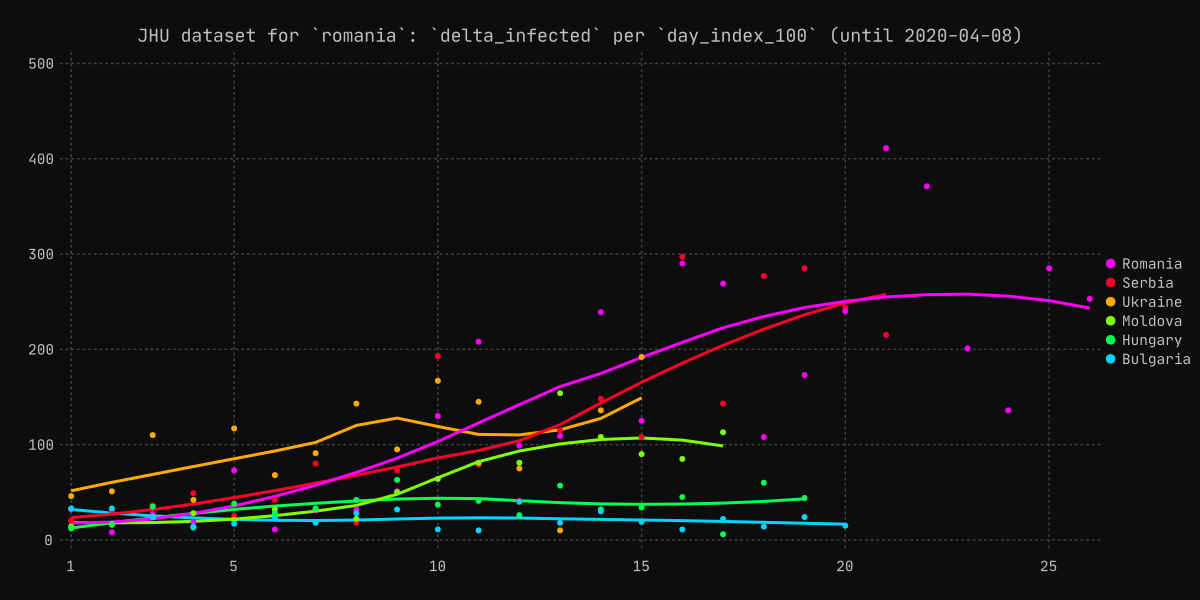 JHU dataset for `romania`: `delta_infected` per `day_index_100` (until 2020-04-08)
500
400
300
200
100
0
1 5 10 15 20 25
Romania
Serbia
Ukraine
Moldova
Hungary
Bulgaria